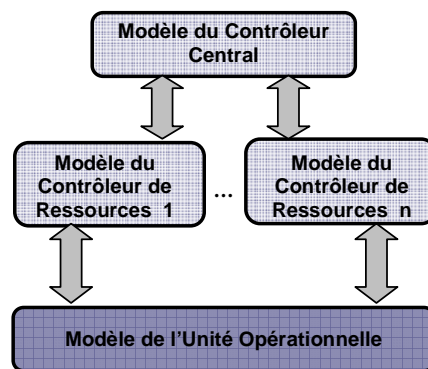 Modèle du Contrôleur
Central
Modèle du
Contrôleur de
Ressources 1
...
Modèle du
Contrôleur de
Ressources n
Modèle de l'Unité Opérationnelle